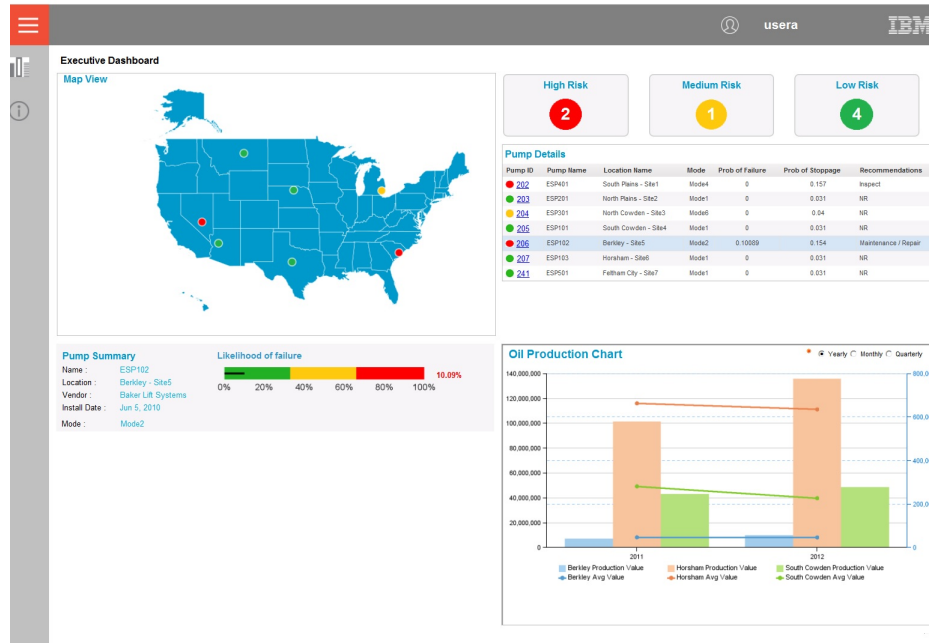 usera
IBM
Executive Dashboard
Map View
High Risk
2
Medium Risk
1
Low Risk
4
Pump Details
Pump ID Pump Name Location Name Mode Prob of Failure Prob of Stoppage Recommendations
202 ESP401 South Plains - Site1 Mode4 0 0.157 Inspect
203 ESP201 North Plains - Site2 Mode1 0 0.031 NR
204 ESP301 North Cowden - Site3 Mode6 0 0.04 NR
205 ESP101 South Cowden - Site4 Mode1 0 0.031 NR
206 ESP102 Berkley - Site5 Mode2 0.10089 0.154 Maintenance / Repair
207 ESP103 Horsham - Site6 Mode1 0 0.031 NR
241 ESP501 Feltham City - Site7 Mode1 0 0.031 NR
Pump Summary
Name : ESP102
Location : Berkley - Site5
Vendor : Baker Lift Systems
Install Date : Jun 5, 2010
Mode : Mode2
Likelihood of failure
10.09%
0% 20% 40% 60% 80% 100%
Oil Production Chart
Yearly Monthly Quarterly
140,000,000
120,000,000
100,000,000
80,000,000
60,000,000
40,000,000
20,000,000
0
800,0
600,0
400,0
200,0
0
2011 2012
Berkley Production Value Horsham Production Value South Cowden Production Value
Berkley Avg Value Horsham Avg Value South Cowden Avg Value